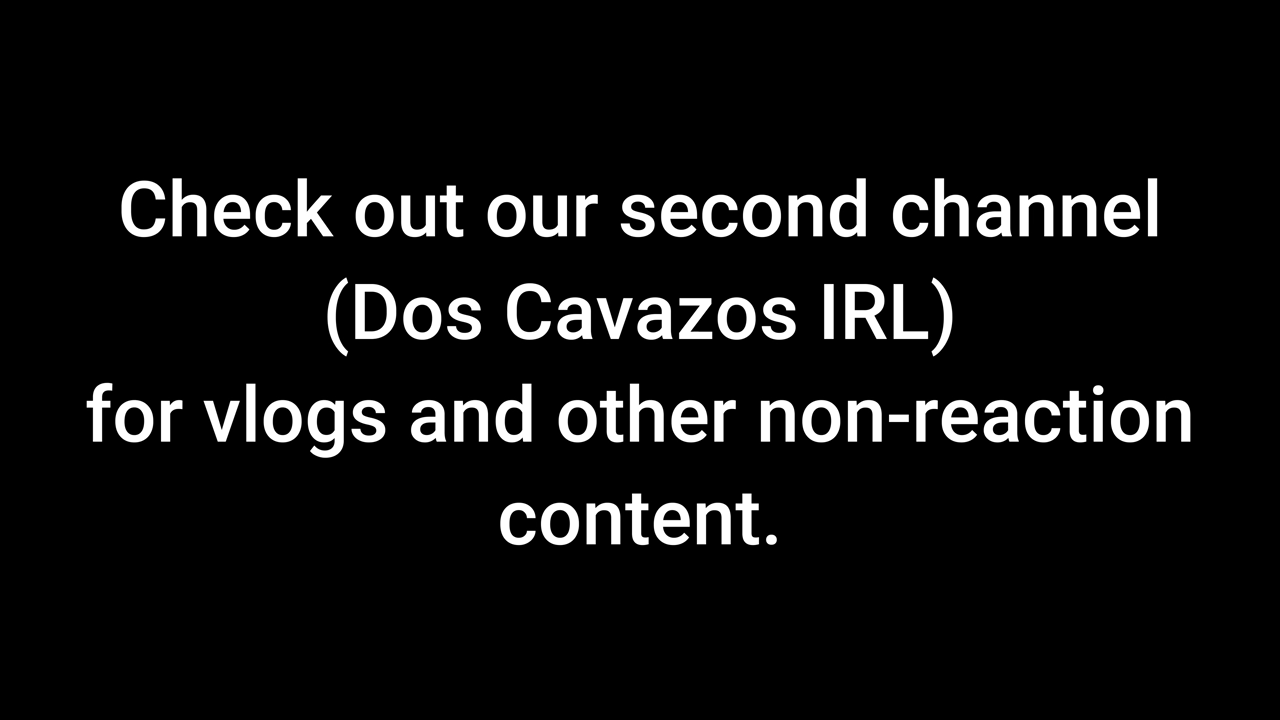 Check out our second channel
(Dos Cavazos IRL)
for vlogs and other non-reaction
content.